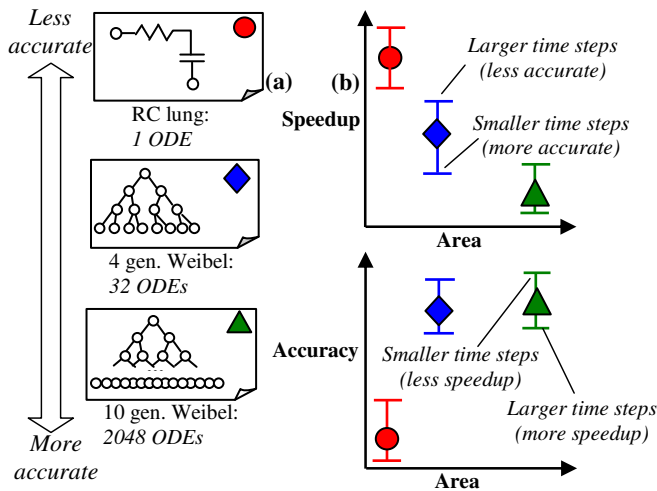 Less
accurate
(a)
RC lung:
1 ODE
4 gen. Weibel:
32 ODEs
10 gen. Weibel:
2048 ODEs
More
accurate
(b)
Speedup
Larger time steps
(less accurate)
Smaller time steps
(more accurate)
Area
Accuracy
Smaller time steps
(less speedup)
Larger time steps
(more speedup)
Area